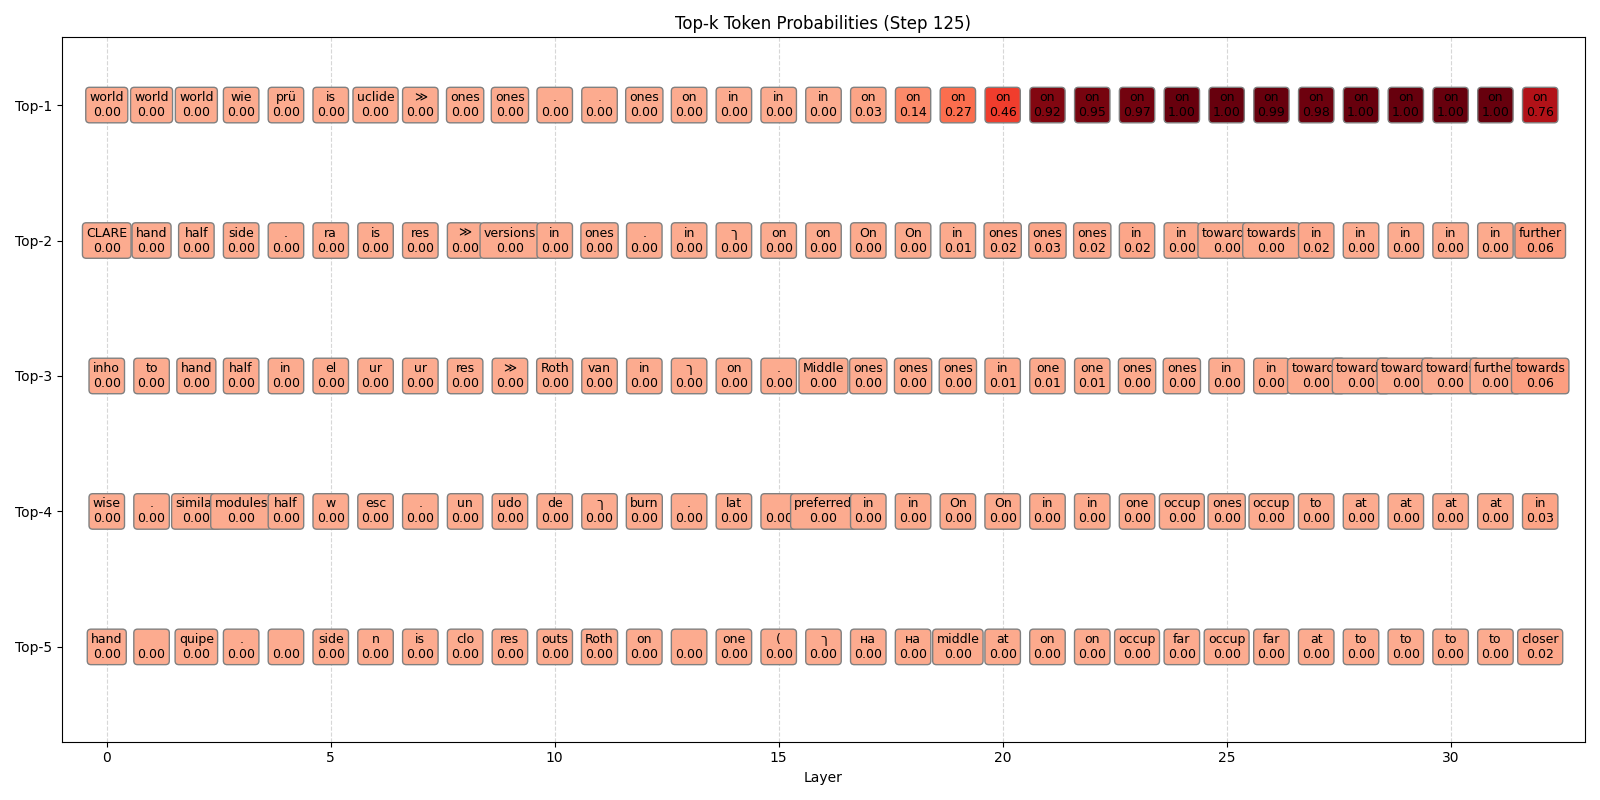 Top-k Token Probabilities (Step 125)
Top-1
world world world wie prü is uclide ≫ ones ones . . ones on in in in on on on on on on on on on on on on on on on on
0.00 0.00 0.00 0.00 0.00 0.00 0.00 0.00 0.00 0.00 0.00 0.00 0.00 0.00 0.00 0.00 0.00 0.03 0.14 0.27 0.46 0.92 0.95 0.97 1.00 1.00 0.99 0.98 1.00 1.00 1.00 1.00 0.76
Top-2
CLARE hand half side . ra is res ≫ versions in ones . in ╮ on on On On in ones ones ones in in toward towards in in in in in further
0.00 0.00 0.00 0.00 0.00 0.00 0.00 0.00 0.00 0.00 0.00 0.00 0.00 0.00 0.00 0.00 0.00 0.00 0.00 0.01 0.02 0.03 0.02 0.02 0.00 0.00 0.00 0.02 0.00 0.00 0.00 0.00 0.06
Top-3
inho to hand half in el ur ur res ≫ Roth van in ╮ on . Middle ones ones ones in one one ones ones in in toward toward toward toward furthe towards
0.00 0.00 0.00 0.00 0.00 0.00 0.00 0.00 0.00 0.00 0.00 0.00 0.00 0.00 0.00 0.00 0.00 0.00 0.00 0.00 0.01 0.01 0.01 0.00 0.00 0.00 0.00 0.00 0.00 0.00 0.00 0.00 0.06
Top-4
wise . simila modules half w esc . un udo de ╮ burn . lat preferred in in On On in in one occup ones occup to at at at at in
0.00 0.00 0.00 0.00 0.00 0.00 0.00 0.00 0.00 0.00 0.00 0.00 0.00 0.00 0.00 0.00 0.00 0.00 0.00 0.00 0.00 0.00 0.00 0.00 0.00 0.00 0.00 0.00 0.00 0.00 0.00 0.00 0.03
Top-5
hand quipe . side n is clo res outs Roth on one ( ╮ на на middle at on on occup far occup far at to to to to closer
0.00 0.00 0.00 0.00 0.00 0.00 0.00 0.00 0.00 0.00 0.00 0.00 0.00 0.00 0.00 0.00 0.00 0.00 0.00 0.00 0.00 0.00 0.00 0.00 0.00 0.00 0.00 0.00 0.00 0.00 0.00 0.00 0.02
0 5 10 15 20 25 30
Layer